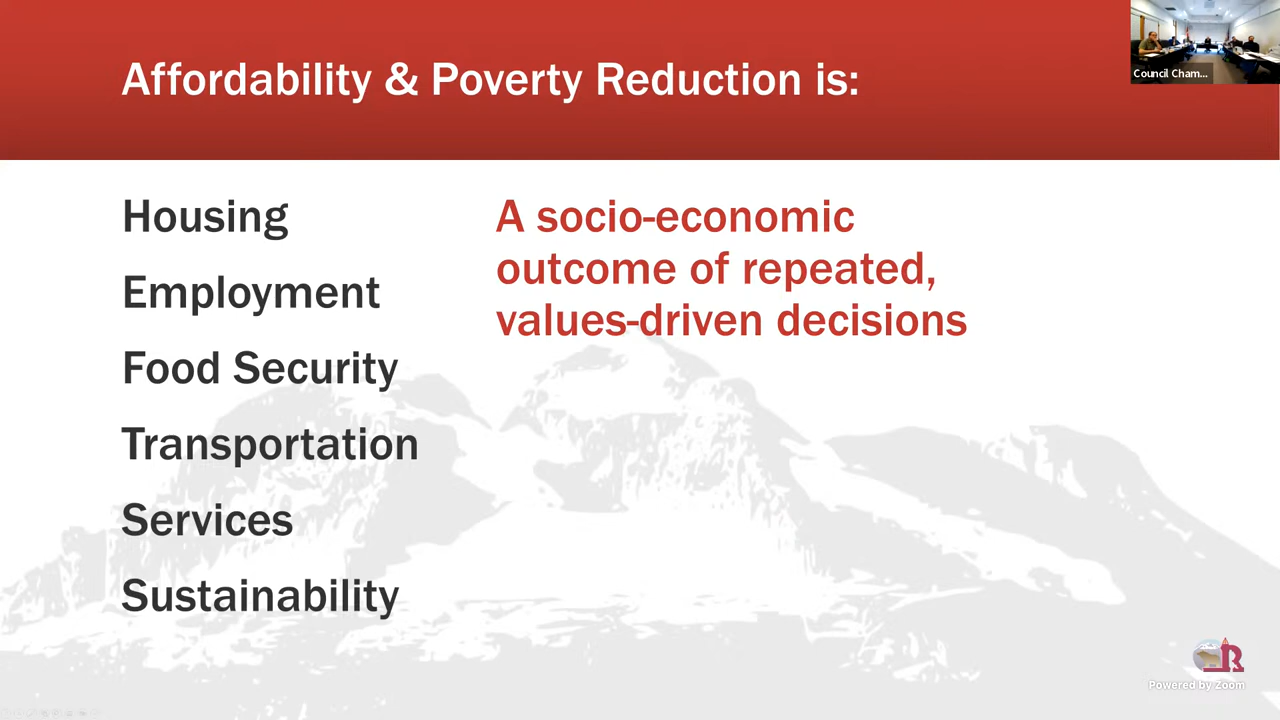 Affordability & Poverty Reduction is:
Council Cham...
Housing
Employment
Food Security
Transportation
Services
Sustainability
A socio-economic
outcome of repeated,
values-driven decisions
R
Powered by Zoom